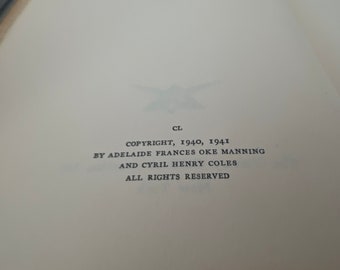 CL
COPYRIGHT, 1940, 1941
BY ADELAIDE FRANCES OKE MANNING
AND CYRIL HENRY COLES
ALL RIGHTS RESERVED